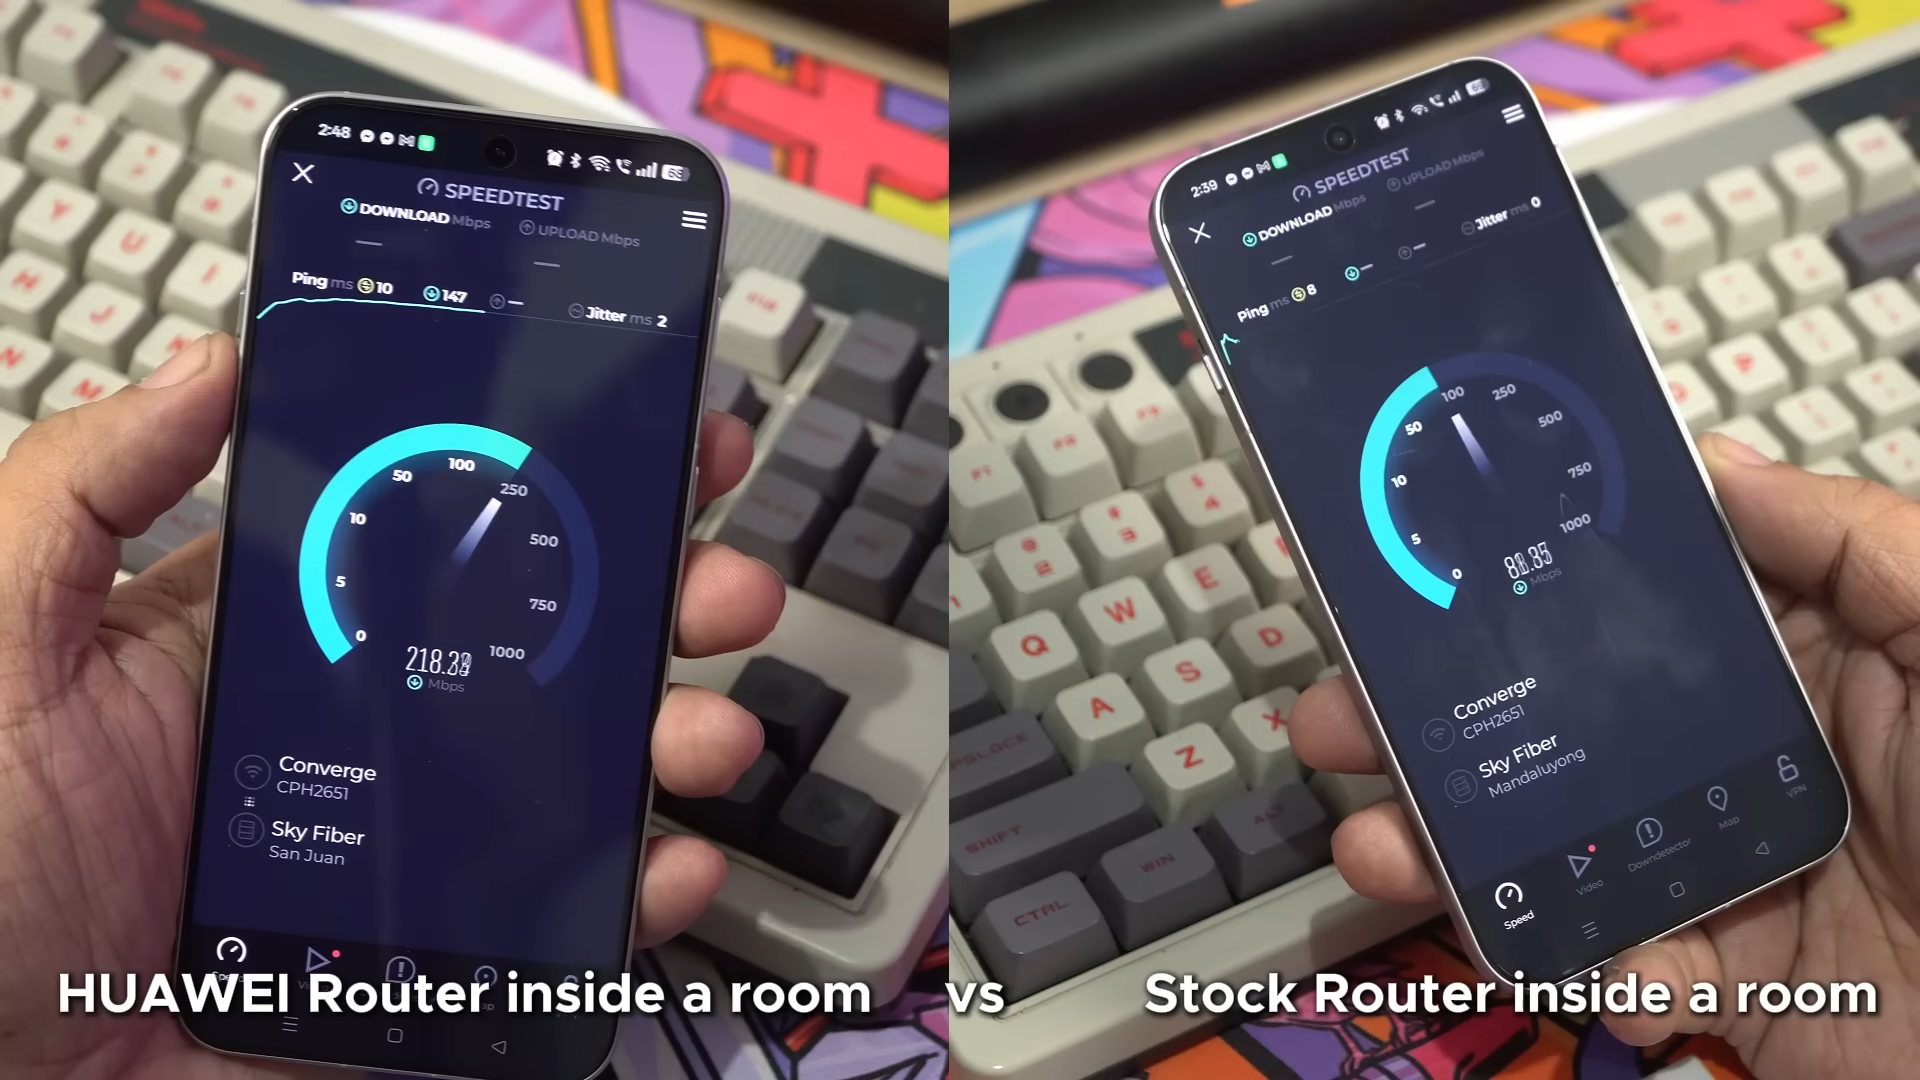 2:48
SPEEDTEST
DOWNLOAD Mbps
UPLOAD Mbps
Ping ms 10
147
Jitter ms 2
0
5
10
50
100
250
500
750
1000
Mbps
Converge
CPH2651
Sky Fiber
San Juan
2:39
SPEEDTEST
DOWNLOAD Mbps
UPLOAD Mbps
Ping ms 8
Jitter ms 0
0
5
10
50
100
250
500
750
1000
Mbps
Converge
CPH2651
Sky Fiber
Mandaluyong
Speed
Video
Downdetector
Map
VPN
Y
U
I
H
J
N
M
Q
W
E
A
S
D
Z
X
SHIFT
CTRL
WIN
ALT
HUAWEI Router inside a room vs Stock Router inside a room